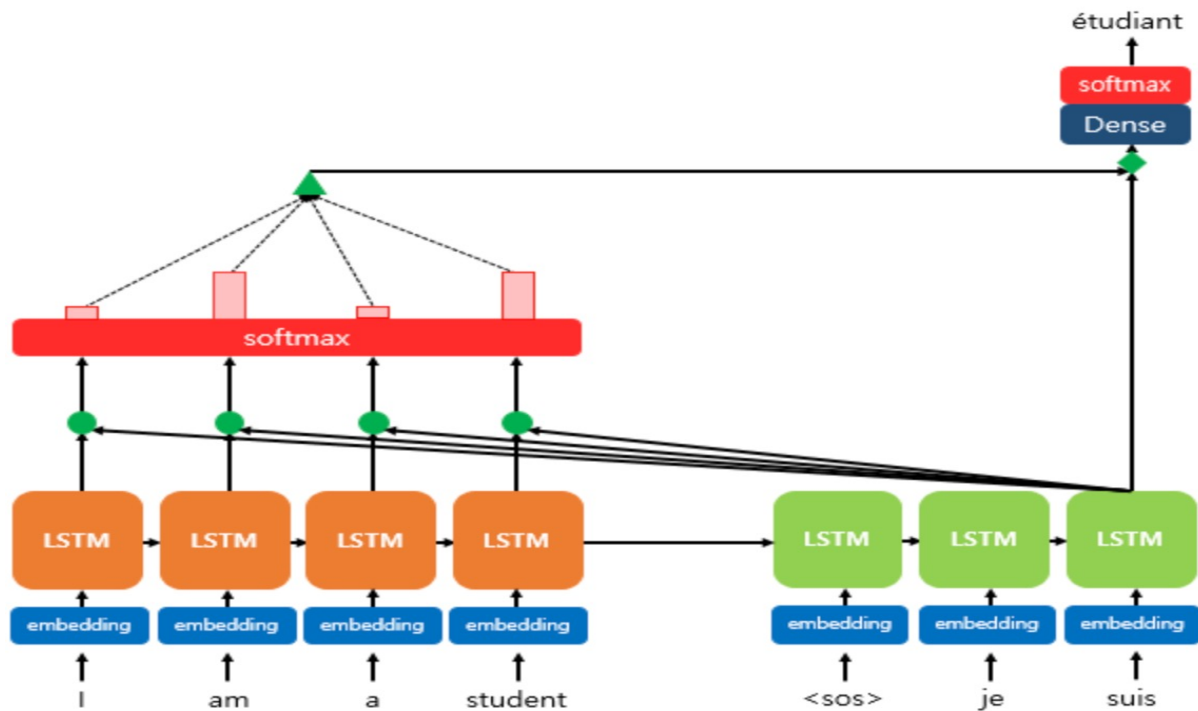 étudiant
softmax
Dense
softmax
LSTM LSTM LSTM LSTM LSTM LSTM LSTM
embedding embedding embedding embedding embedding embedding embedding
I am a student <sos> je suis